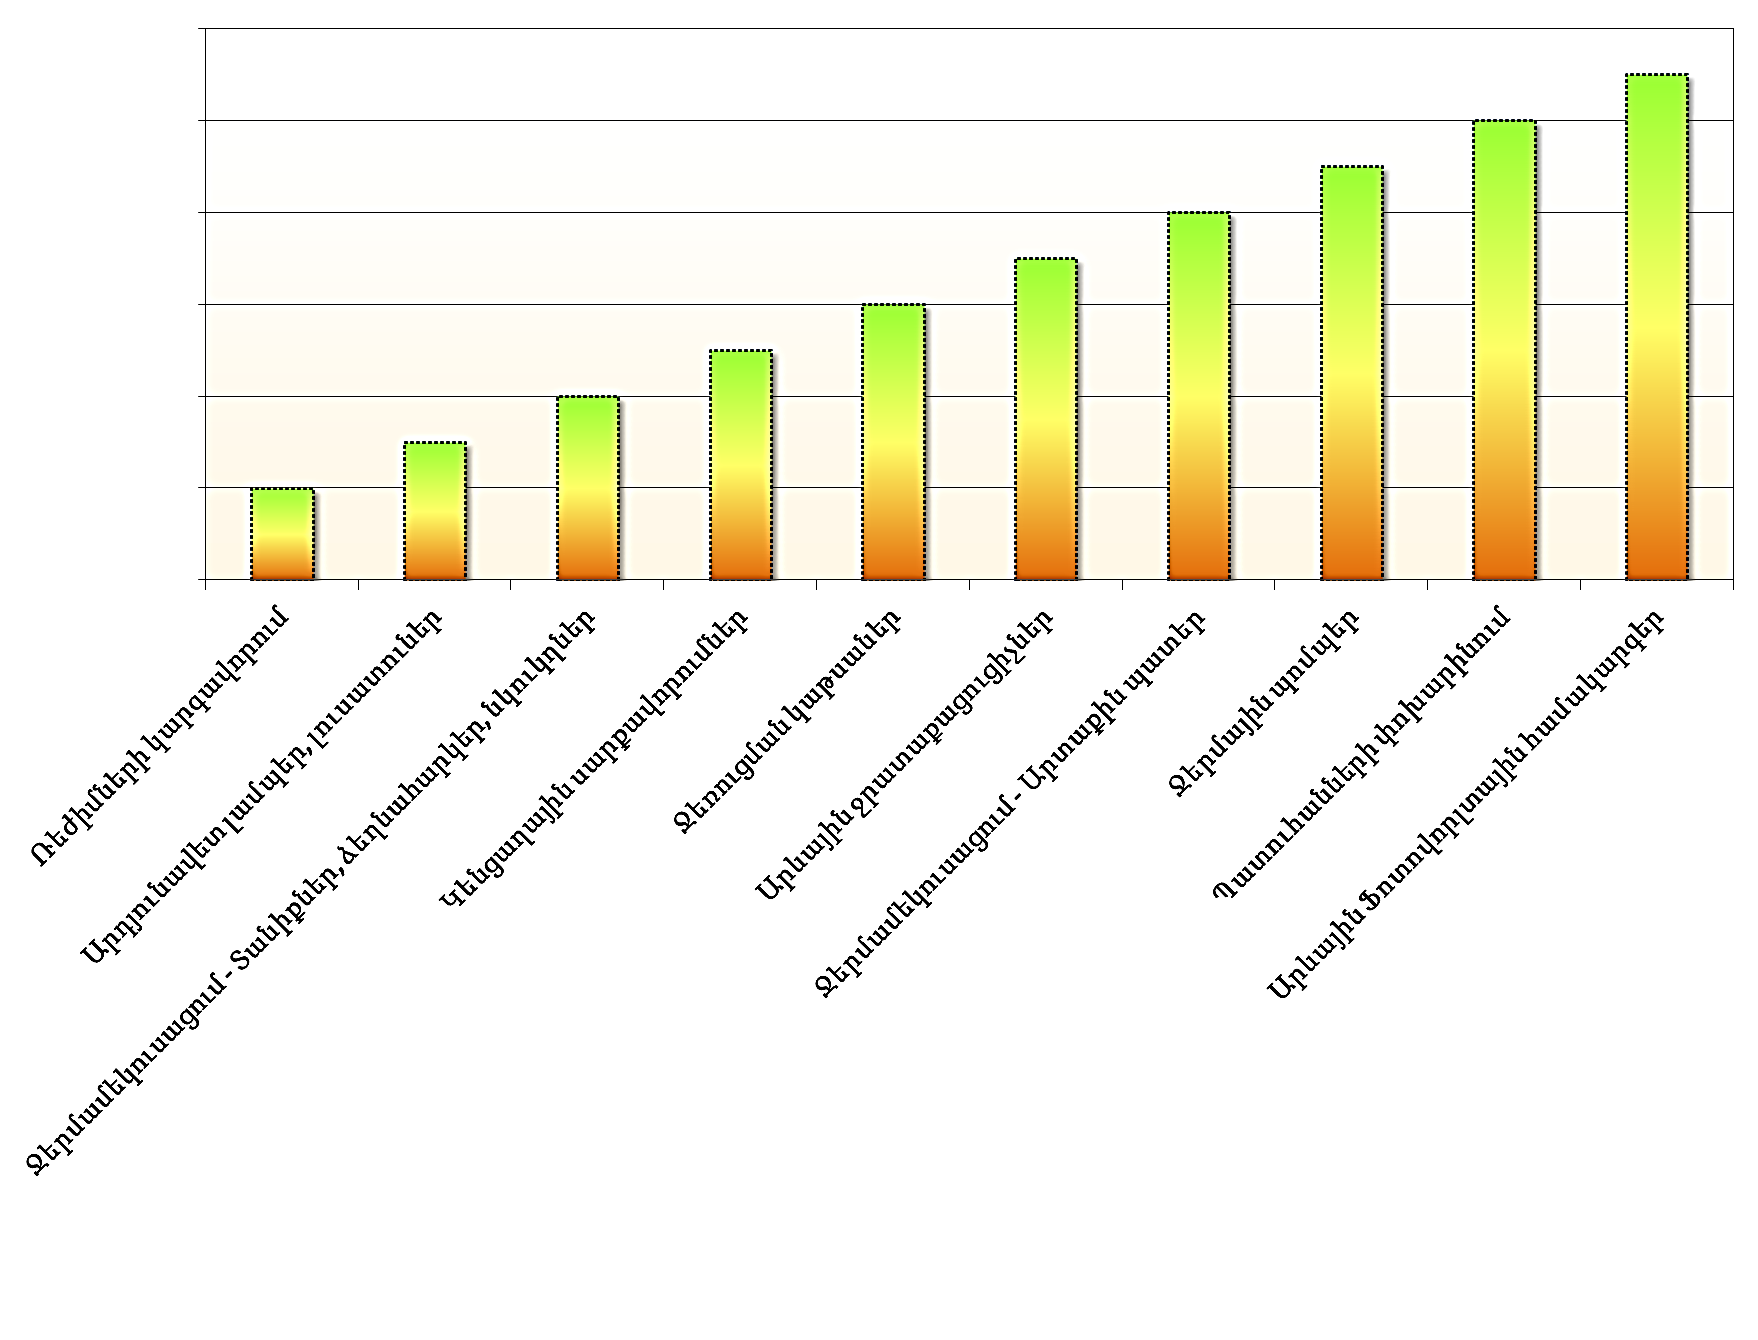 Ռեժիմների կարգավորում
Արդյունավետ լամպեր, լուսատուներ
Ջերմամեկուսացում - Տանիքներ, ձեղնահարկեր, նկուղներ
Կենցաղային սարքավորումներ
Ջեռուցման կաթսաներ
Արևային ջրատաքացուցիչներ
Ջերմամեկուսացում - Արտաքին պատեր
Ջերմային պոմպեր
Պատուհանների փոխարինում
Արևային Ֆոտովոլտային համակարգեր